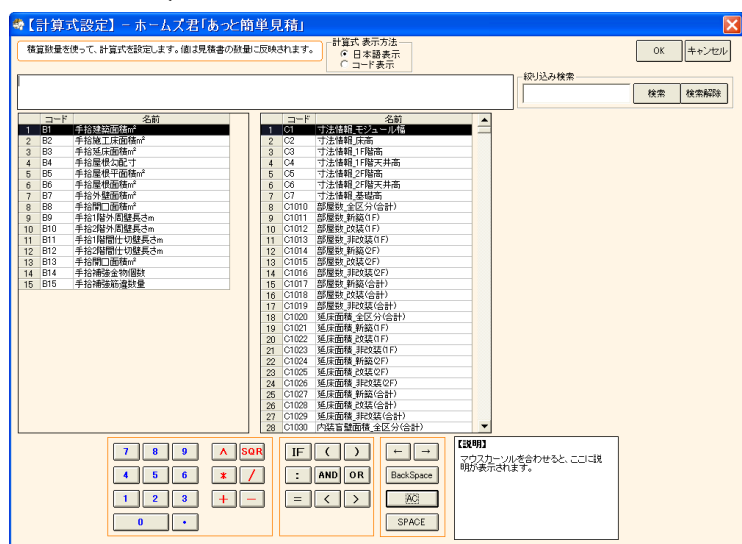 【計算式設定】 - ホームズ君「あっと簡単見積」
積算数量を使って、計算式を設定します。値は見積書の数量に反映されます。
計算式 表示方法
日本語表示
コード表示
OK
キャンセル
絞り込み検索
検索
検索解除
コード 名前
1 B1 手拾建築面積㎡
2 B2 手拾施工床面積㎡
3 B3 手拾延床面積㎡
4 B4 手拾屋根勾配寸
5 B5 手拾屋根平面積㎡
6 B6 手拾屋根面積㎡
7 B7 手拾外壁面積㎡
8 B8 手拾開口面積㎡
9 B9 手拾1階外周壁長さm
10 B10 手拾2階外周壁長さm
11 B11 手拾1階間仕切壁長さm
12 B12 手拾2階間仕切壁長さm
13 B13 手拾開口面積㎡
14 B14 手拾補強金物個数
15 B15 手拾補強筋違数量
コード 名前
1 C1 寸法情報_モジュール幅
2 C2 寸法情報_床高
3 C3 寸法情報_1F階高
4 C4 寸法情報_1F階天井高
5 C5 寸法情報_2F階高
6 C6 寸法情報_2F階天井高
7 C7 寸法情報_基礎高
8 C1010 部屋数_全区分(合計)
9 C1011 部屋数_新築(1F)
10 C1012 部屋数_改装(1F)
11 C1013 部屋数_非改装(1F)
12 C1014 部屋数_新築(2F)
13 C1015 部屋数_改装(2F)
14 C1016 部屋数_非改装(2F)
15 C1017 部屋数_新築(合計)
16 C1018 部屋数_改装(合計)
17 C1019 部屋数_非改装(合計)
18 C1020 延床面積_全区分(合計)
19 C1021 延床面積_新築(1F)
20 C1022 延床面積_改装(1F)
21 C1023 延床面積_非改装(1F)
22 C1024 延床面積_新築(2F)
23 C1025 延床面積_改装(2F)
24 C1026 延床面積_非改装(2F)
25 C1027 延床面積_新築(合計)
26 C1028 延床面積_改装(合計)
27 C1029 延床面積_非改装(合計)
28 C1030 内装盲壁面積_全区分(合計)
7 8 9 ∧ SQR
4 5 6 * /
1 2 3 + −
0 ・
IF ( )
: AND OR
= < >
← →
BackSpace
AC
SPACE
【説明】
マウスカーソルを合わせると、ここに説
明が表示されます。